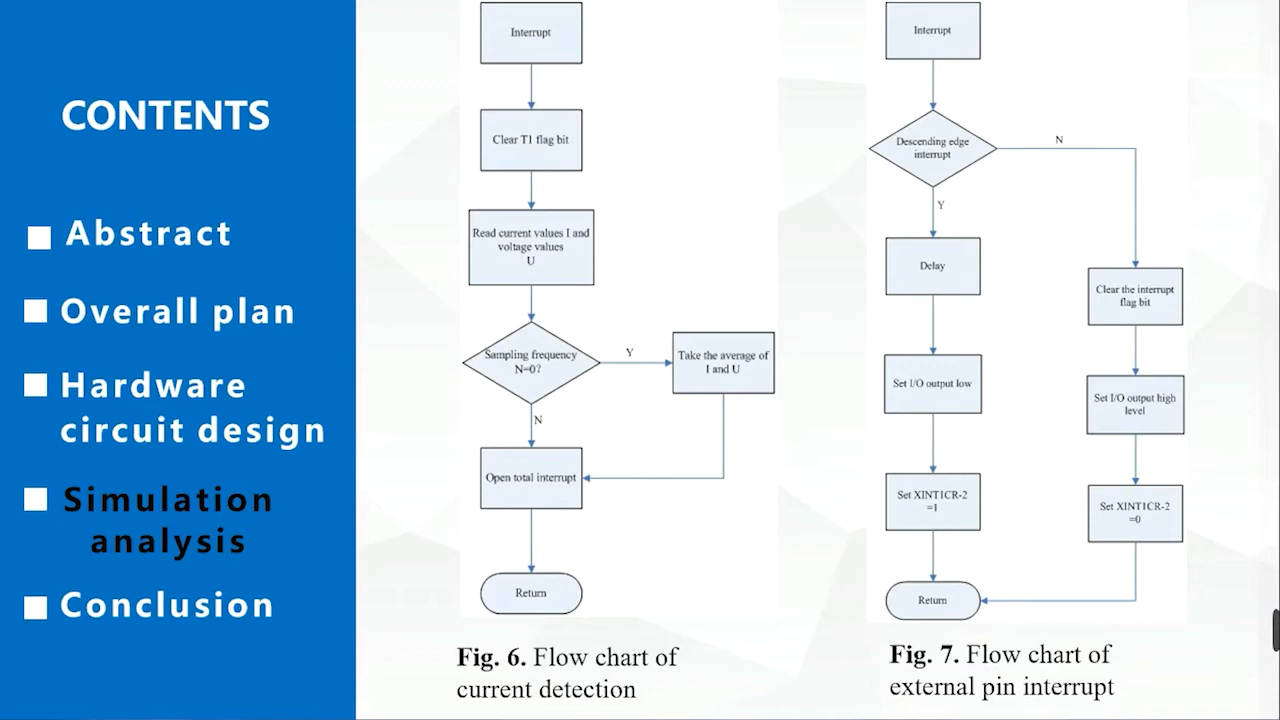 CONTENTS
Abstract
Overall plan
Hardware
circuit design
Simulation
analysis
Conclusion
Interrupt
Clear T1 flag bit
Read current values I and
voltage values
U
Sampling frequency
N=0?
Y
Take the average of
I and U
N
Open total interrupt
Return
Fig. 6. Flow chart of
current detection
Interrupt
Descending edge
interrupt
N
Y
Delay
Set I/O output low
Set XINT1CR-2
=1
Return
Clear the interrupt
flag bit
Set I/O output high
level
Set XINT1CR-2
=0
Fig. 7. Flow chart of
external pin interrupt